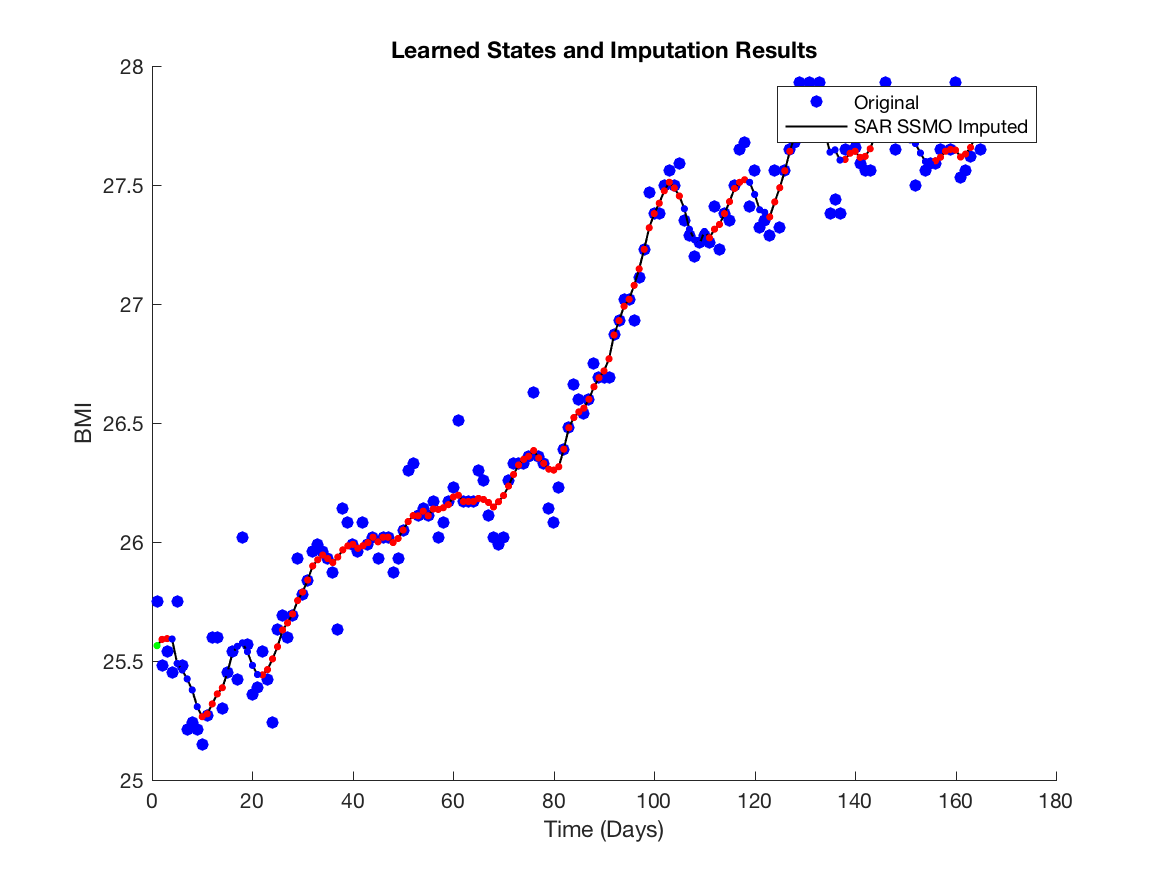 Learned States and Imputation Results
28
27.5
27
26.5
26
25.5
25
BMI
Original
SAR SSMO Imputed
0 20 40 60 80 100 120 140 160 180
Time (Days)